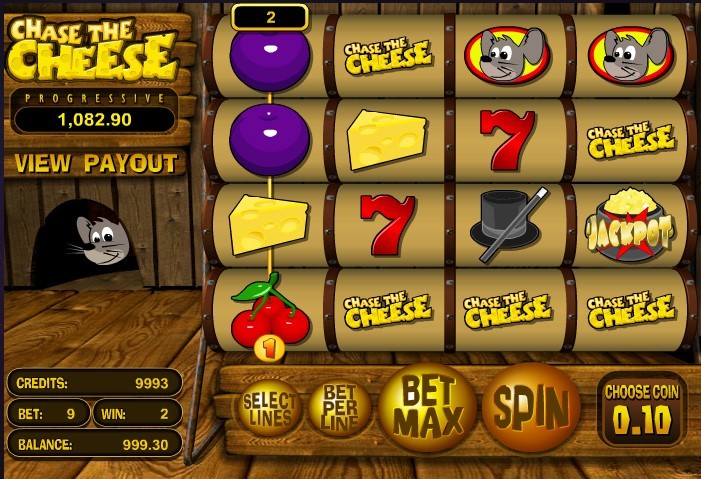 2
CHASE THE
CHEESE
PROGRESSIVE
1,082.90
VIEW PAYOUT
CHASE THE
CHEESE
7
CHASE THE
CHEESE
7
JACKPOT
CHASE THE
CHEESE
CHASE THE
CHEESE
CHASE THE
CHEESE
1
CREDITS: 9993
BET: 9 WIN: 2
BALANCE: 999.30
SELECT
LINES
BET
PER
LINE
BET
MAX
SPIN
CHOOSE COIN
0.10